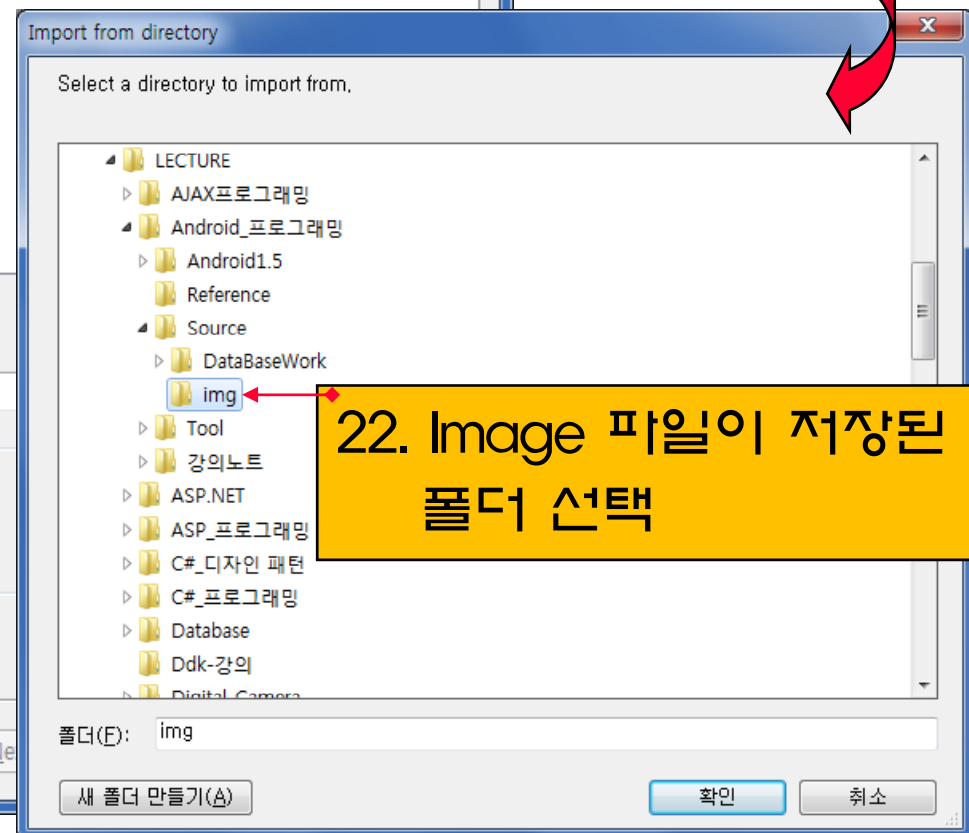 Import from directory
Select a directory to import from,
LECTURE
AJAX프로그래밍
Android_프로그래밍
Android1.5
Reference
Source
DataBaseWork
img
Tool
강의노트
ASP.NET
ASP_프로그래밍
C#_디자인 패턴
C#_프로그래밍
Database
Ddk-강의
Digital_Camera
22. Image 파일이 저장된
폴더 선택
폴더(F): img
새 폴더 만들기(A) 확인 취소